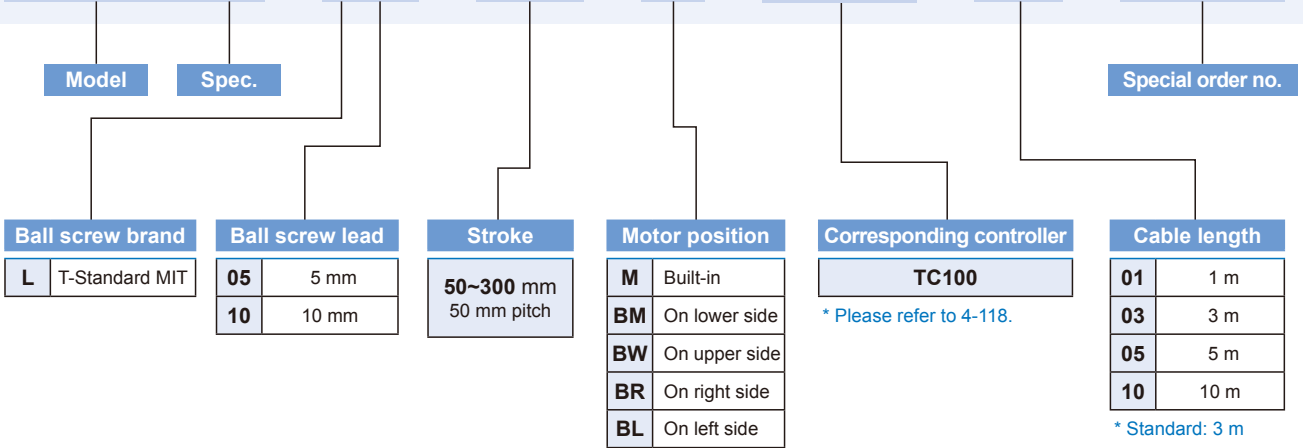 Model
Spec.
Special order no.
Ball screw brand
L T-Standard MIT
Ball screw lead
05 5 mm
10 10 mm
Stroke
50~300 mm
50 mm pitch
Motor position
M Built-in
BM On lower side
BW On upper side
BR On right side
BL On left side
Corresponding controller
TC100
* Please refer to 4-118.
Cable length
01 1 m
03 3 m
05 5 m
10 10 m
* Standard: 3 m